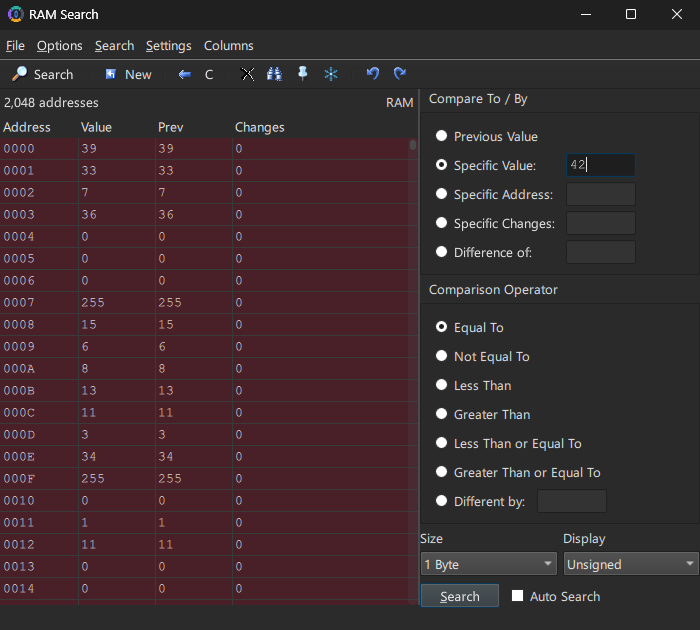 RAM Search
File Options Search Settings Columns
Search New C
2,048 addresses RAM
Address Value Prev Changes
0000 39 39 0
0001 33 33 0
0002 7 7 0
0003 36 36 0
0004 0 0 0
0005 0 0 0
0006 0 0 0
0007 255 255 0
0008 15 15 0
0009 6 6 0
000A 8 8 0
000B 13 13 0
000C 11 11 0
000D 3 3 0
000E 34 34 0
000F 255 255 0
0010 0 0 0
0011 1 1 0
0012 11 11 0
0013 0 0 0
0014 0 0 0
Compare To / By
Previous Value
Specific Value: 42
Specific Address:
Specific Changes:
Difference of:
Comparison Operator
Equal To
Not Equal To
Less Than
Greater Than
Less Than or Equal To
Greater Than or Equal To
Different by:
Size Display
1 Byte Unsigned
Search Auto Search